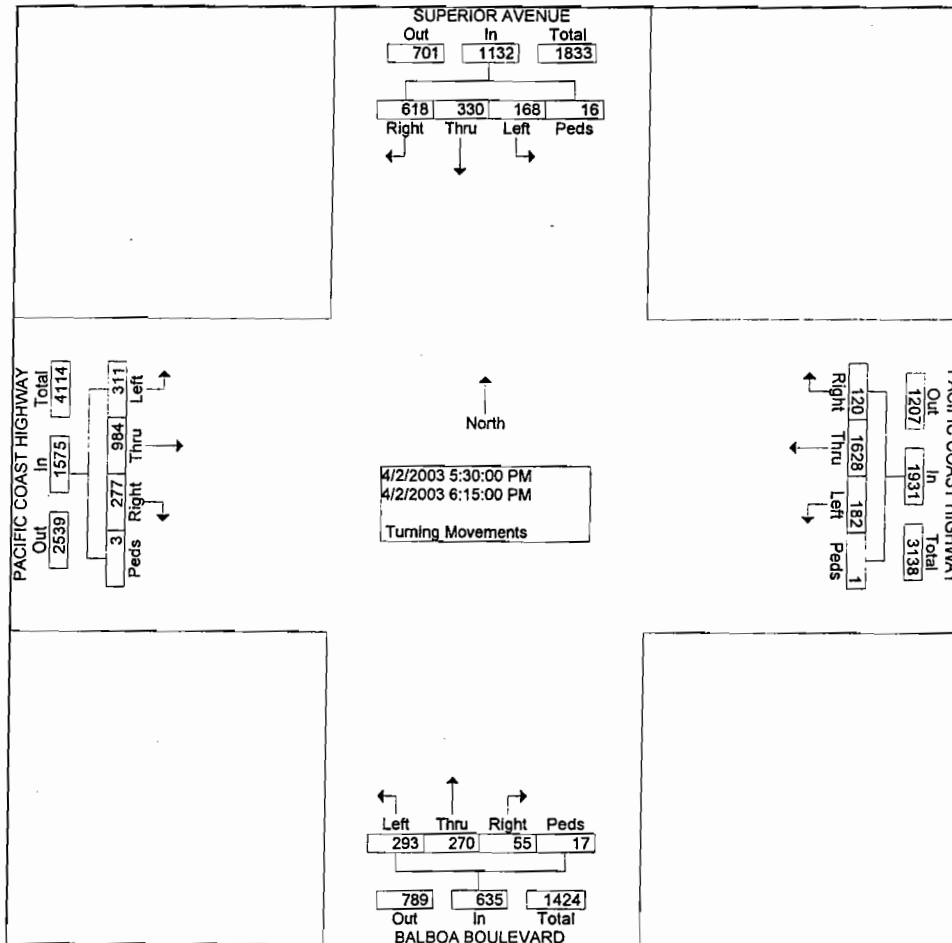 SUPERIOR AVENUE
Out In Total
701 1132 1833
618 330 168 16
Right Thru Left Peds
PACIFIC COAST HIGHWAY
Out In Total
2539 1575 4114
311 984 277 3
Left Thru Right Peds
North
4/2/2003 5:30:00 PM
4/2/2003 6:15:00 PM
Turning Movements
120 1628 182 1
Right Thru Left Peds
Out In Total
1207 1931 3138
PACIFIC COAST HIGHWAY
Left Thru Right Peds
293 270 55 17
789 635 1424
Out In Total
BALBOA BOULEVARD